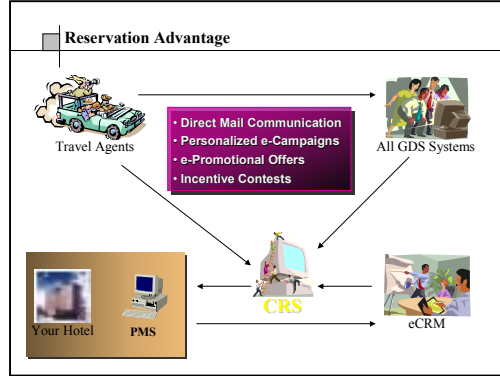 Reservation Advantage
Travel Agents
All GDS Systems
• Direct Mail Communication
• Personalized e-Campaigns
• e-Promotional Offers
• Incentive Contests
CRS
eCRM
Your Hotel
PMS